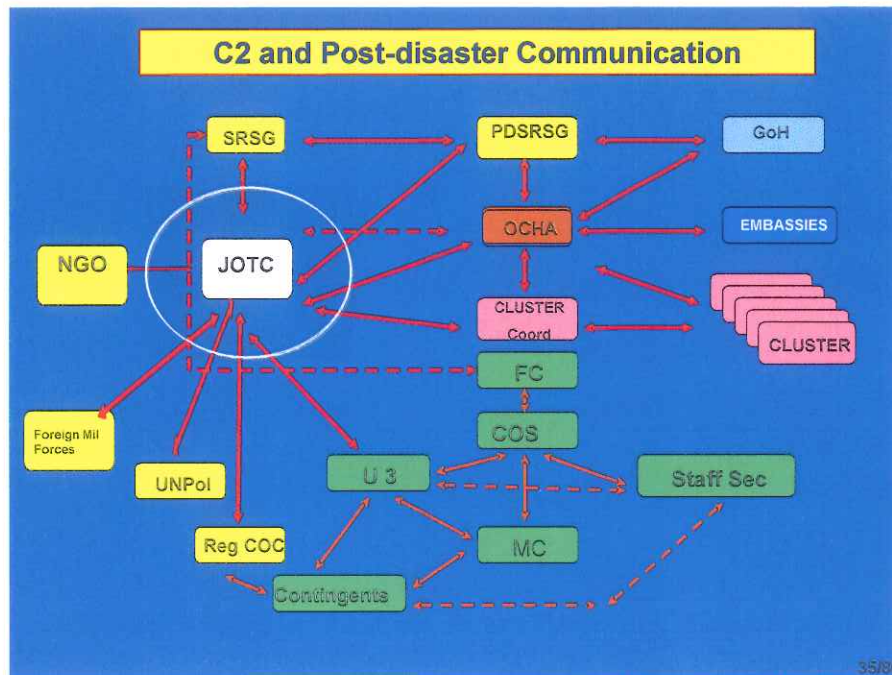 C2 and Post-disaster Communication
SRSG
PDSRSG
GoH
NGO
JOTC
OCHA
EMBASSIES
CLUSTER
Coord
CLUSTER
FC
Foreign Mil
Forces
COS
UNPol
U 3
Staff Sec
Reg COC
MC
Contingents